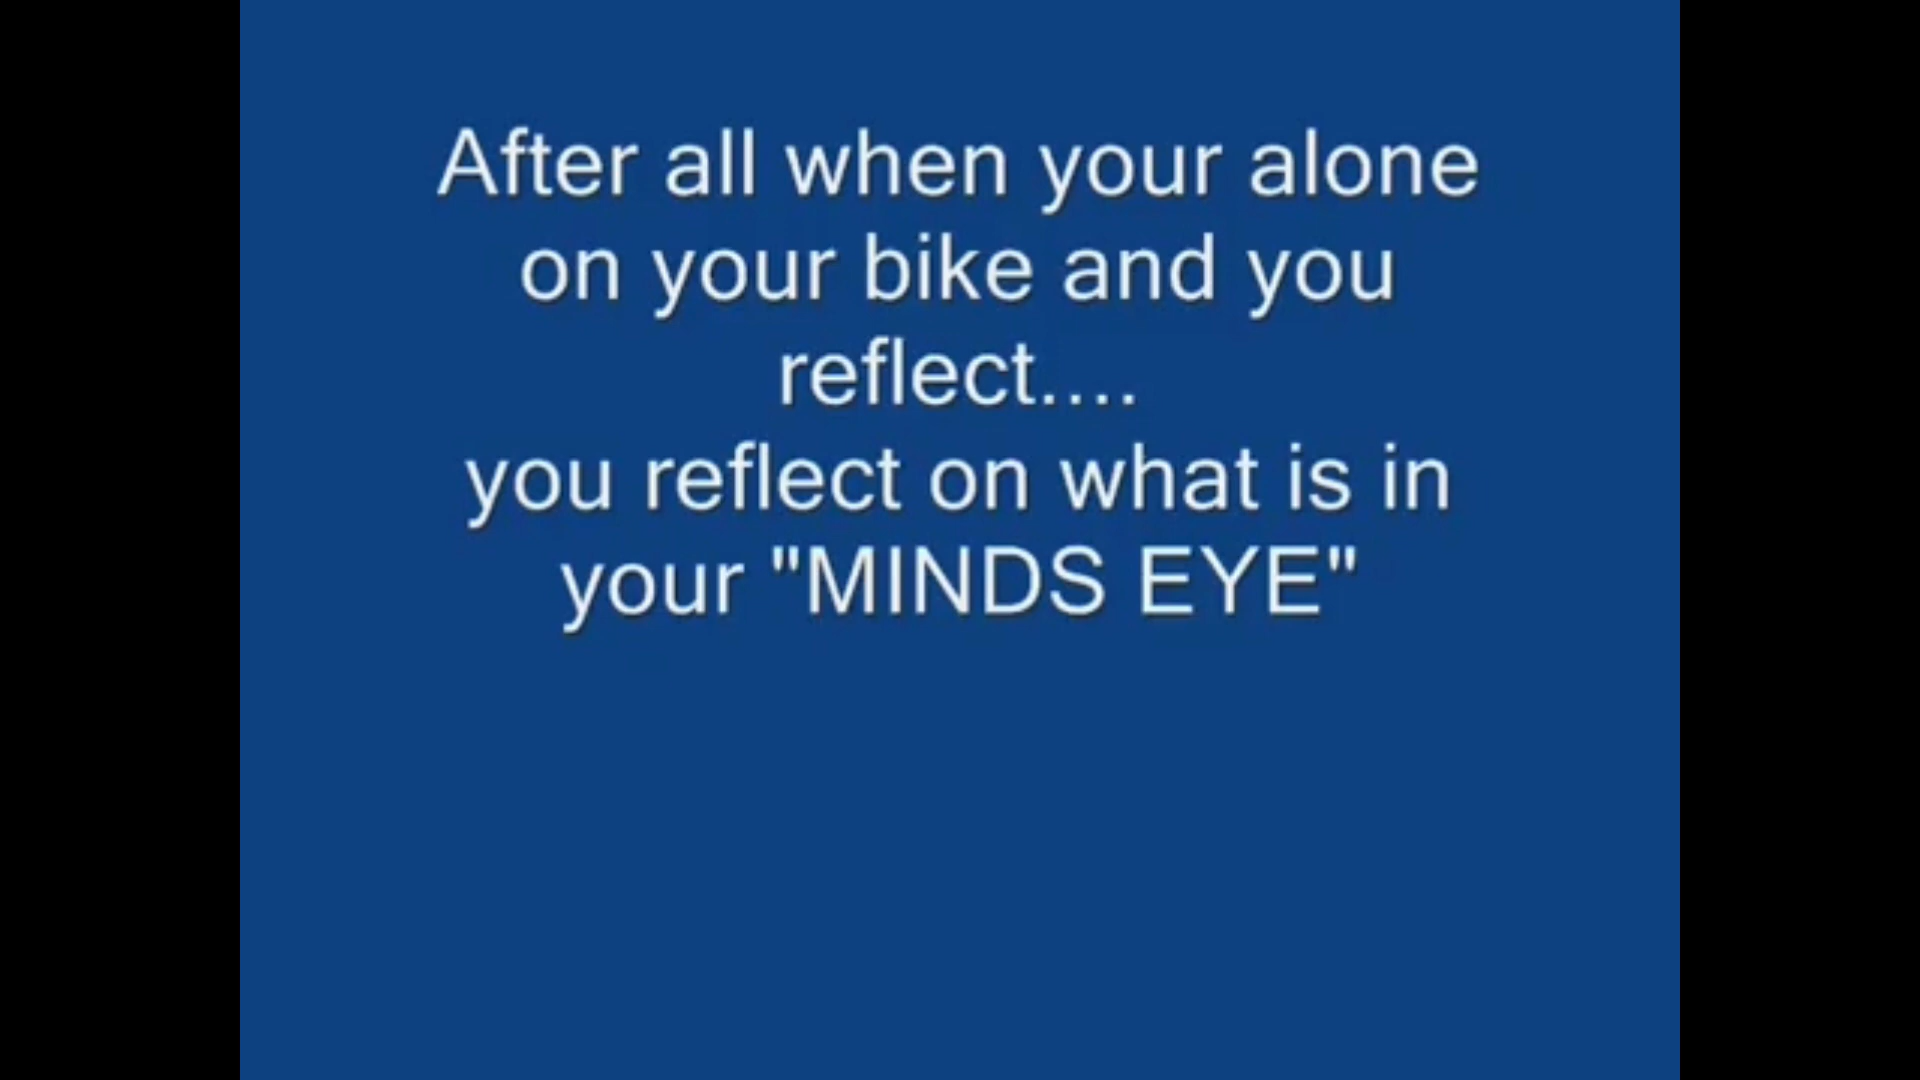 After all when your alone
on your bike and you
reflect....
you reflect on what is in
your "MINDS EYE"